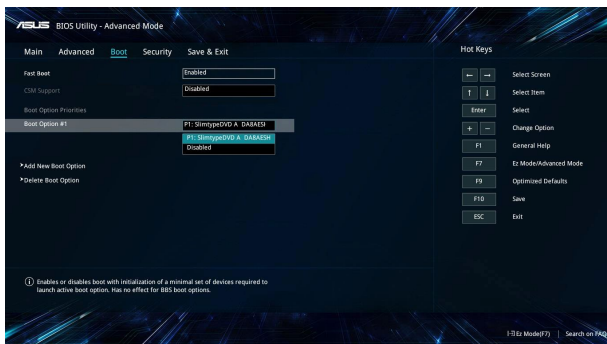 ASUS BIOS Utility - Advanced Mode
Main Advanced Boot Security Save & Exit
Hot Keys
Fast Boot Enabled
CSM Support Disabled
Boot Option Priorities
Boot Option #1 P1: SlimtypeDVD A DA8AESI
P1: SlimtypeDVD A DA8AESH
Disabled
>Add New Boot Option
>Delete Boot Option
← → Select Screen
↑ ↓ Select Item
Enter Select
+ - Change Option
F1 General Help
F7 Ez Mode/Advanced Mode
F9 Optimized Defaults
F10 Save
ESC Exit
Enables or disables boot with initialization of a minimal set of devices required to
launch active boot option. Has no effect for BBS boot options.
Ez Mode(F7) | Search on FAQ